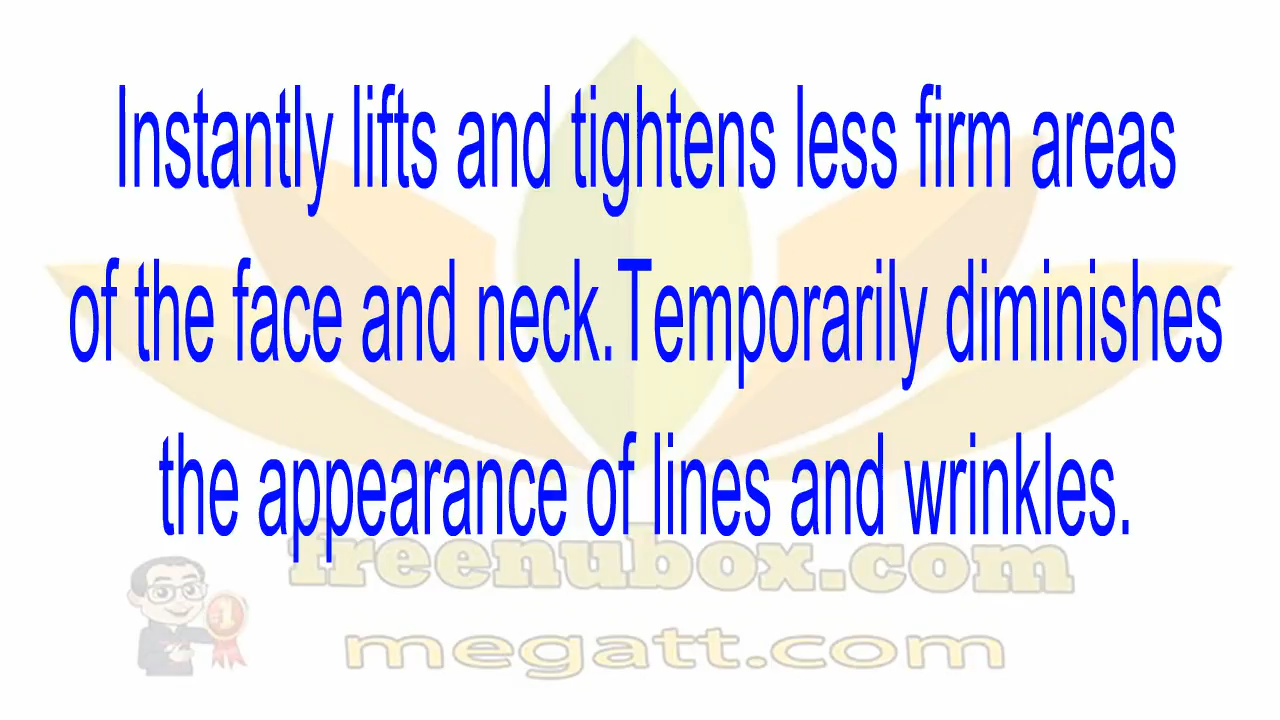 Instantly lifts and tightens less firm areas
of the face and neck.Temporarily diminishes
the appearance of lines and wrinkles.
freenubox.com
#1
megatt.com